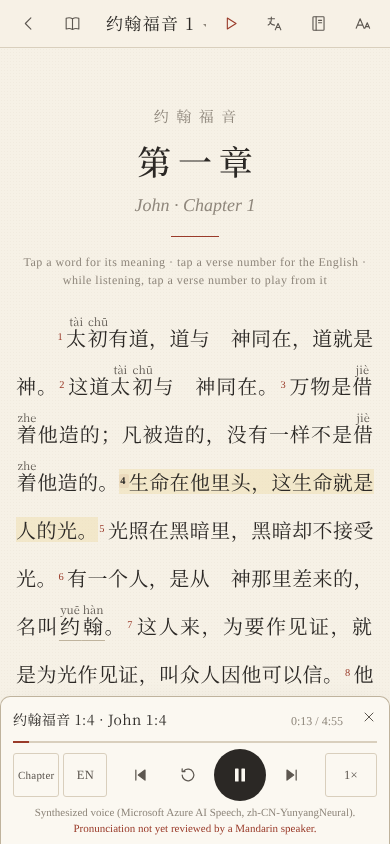 约翰福音 1 ·
约翰福音
第一章
John · Chapter 1
Tap a word for its meaning · tap a verse number for the English ·
while listening, tap a verse number to play from it
tài chū
1 太初有道，道与　神同在，道就是
tài chū jiè
神。 2 这道太初与　神同在。 3 万物是借
zhe jiè
着他造的；凡被造的，没有一样不是借
zhe
着他造的。 4 生命在他里头，这生命就是
人的光。 5 光照在黑暗里，黑暗却不接受
光。 6 有一个人，是从　神那里差来的，
yuē hàn
名叫约翰。 7 这人来，为要作见证，就
是为光作见证，叫众人因他可以信。 8 他
约翰福音 1:4 · John 1:4 0:13 / 4:55
Chapter EN 1×
Synthesized voice (Microsoft Azure AI Speech, zh-CN-YunyangNeural).
Pronunciation not yet reviewed by a Mandarin speaker.